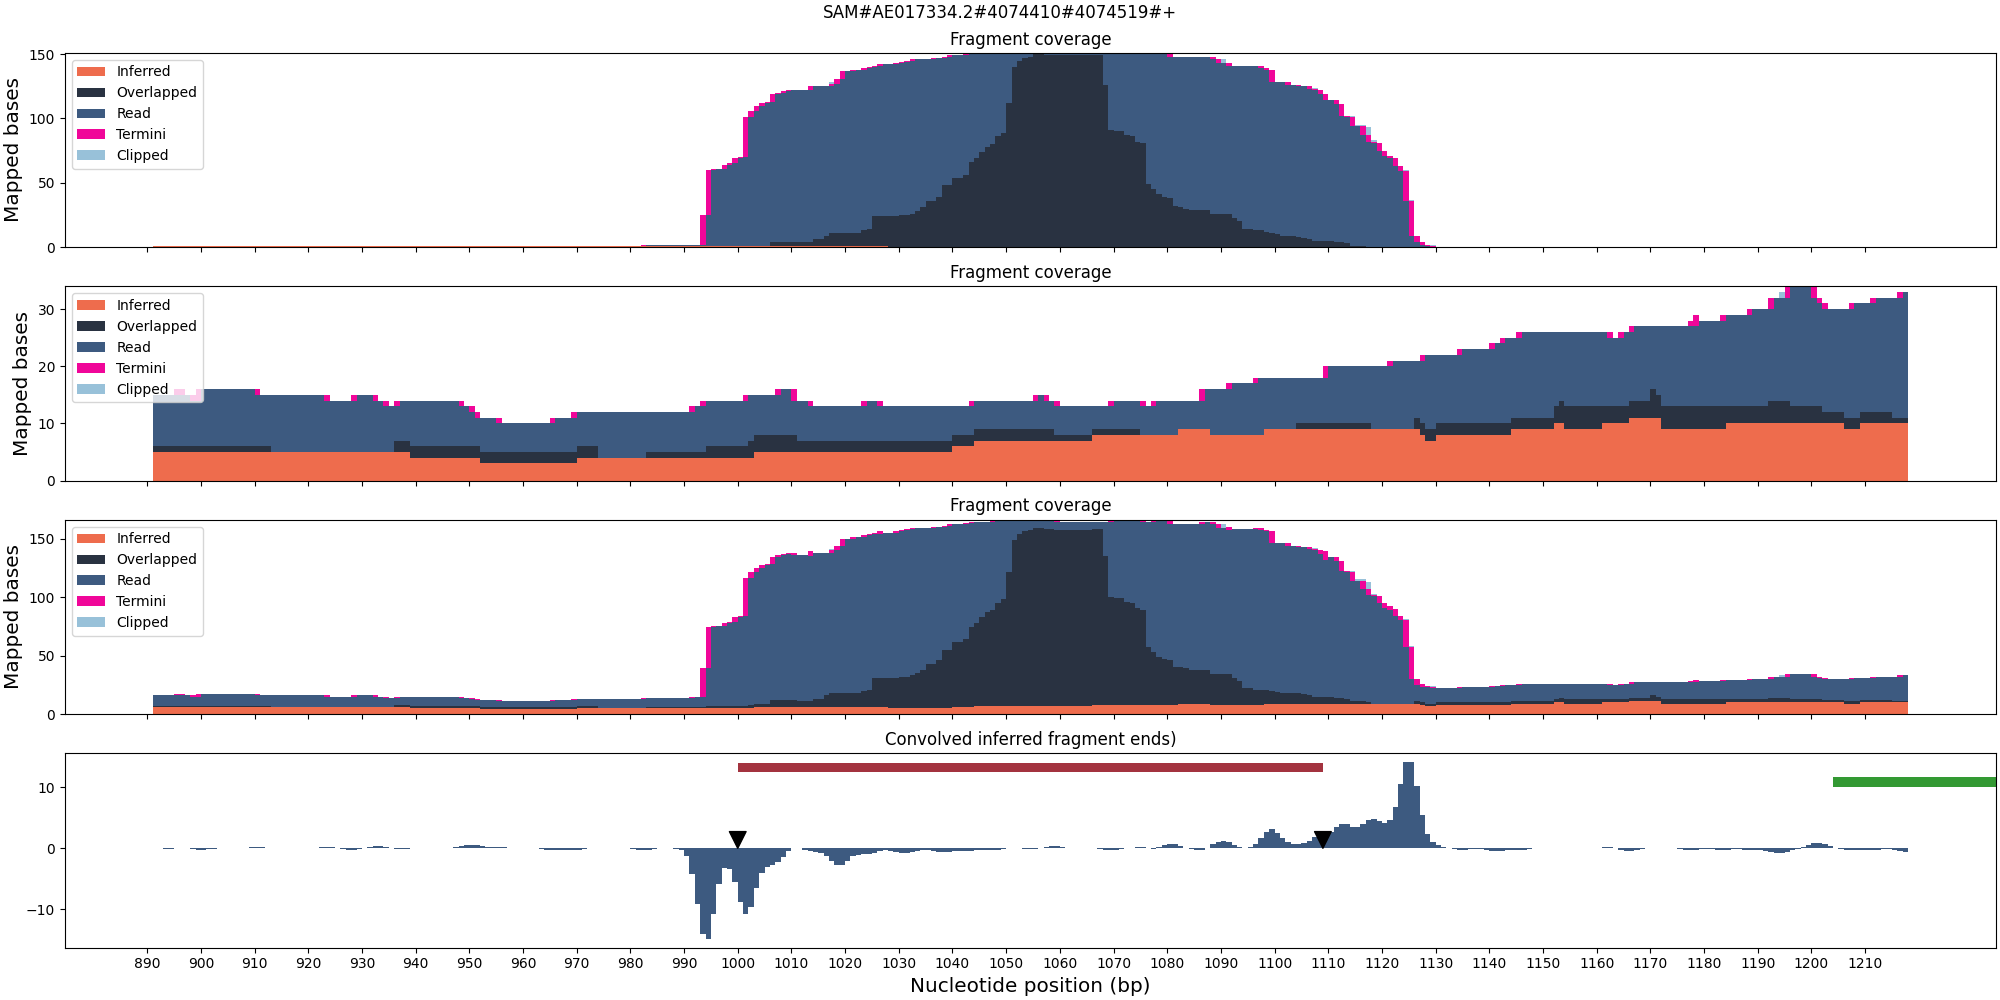 SAM#AE017334.2#4074410#4074519#+
Fragment coverage
Mapped bases
150
100
50
0
Inferred
Overlapped
Read
Termini
Clipped
Fragment coverage
Mapped bases
30
20
10
0
Inferred
Overlapped
Read
Termini
Clipped
Fragment coverage
Mapped bases
150
100
50
0
Inferred
Overlapped
Read
Termini
Clipped
Convolved inferred fragment ends)
10
0
−10
890 900 910 920 930 940 950 960 970 980 990 1000 1010 1020 1030 1040 1050 1060 1070 1080 1090 1100 1110 1120 1130 1140 1150 1160 1170 1180 1190 1200 1210
Nucleotide position (bp)